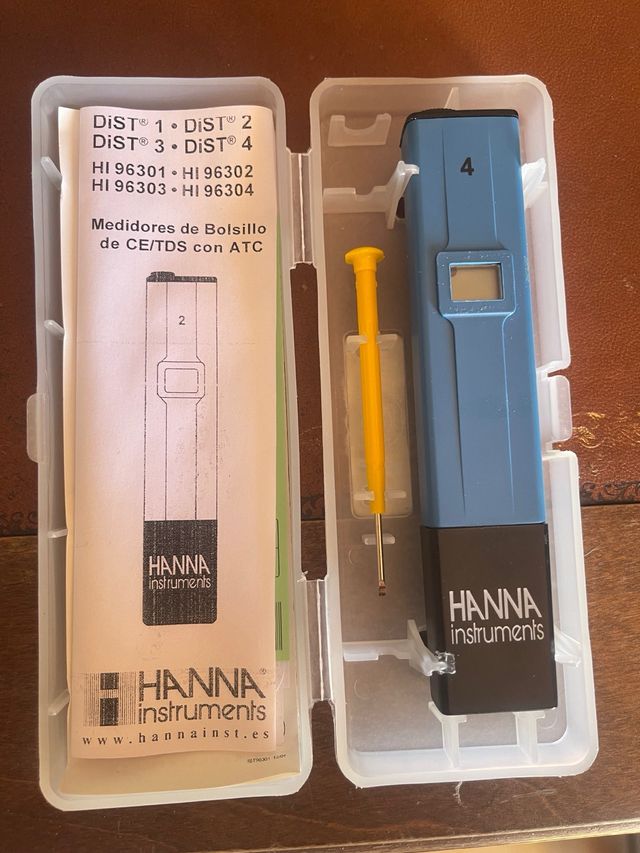 DiST® 1 • DiST® 2
DiST® 3 • DiST® 4
HI 96301 • HI 96302
HI 96303 • HI 96304
Medidores de Bolsillo
de CE/TDS con ATC
2
HANNA
instruments
HANNA®
instruments
www.hannainst.es
4
HANNA
instruments